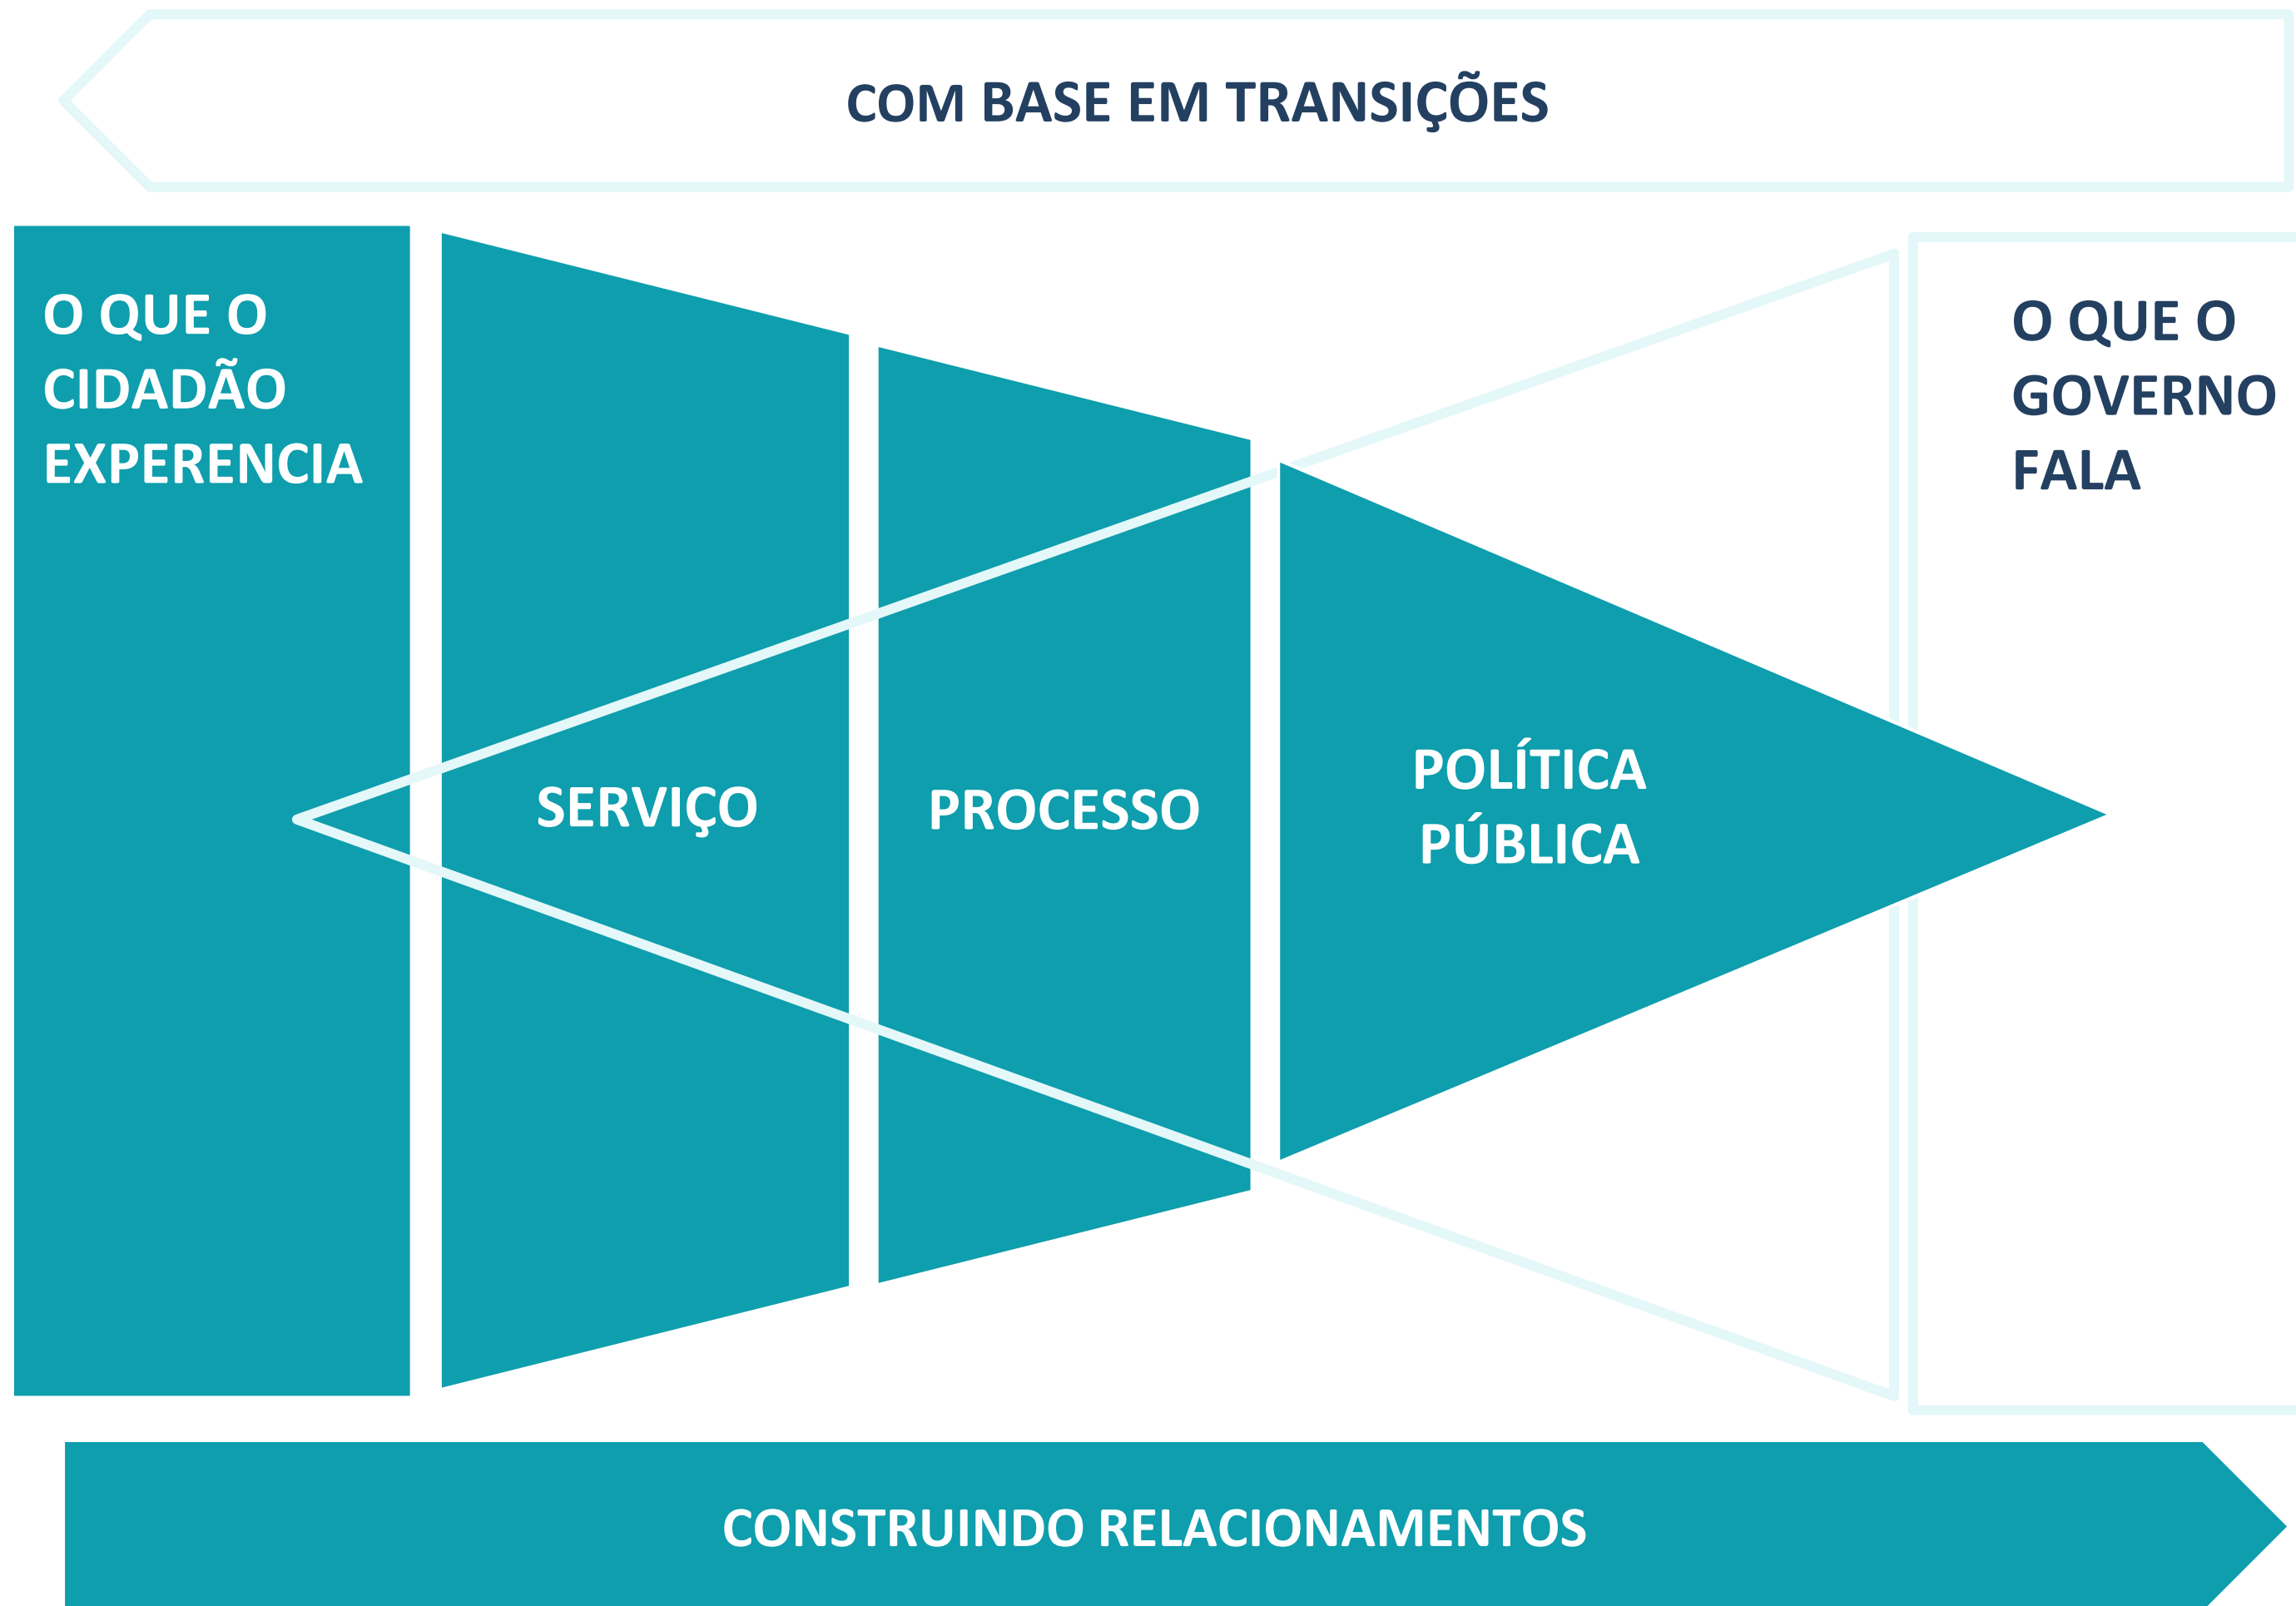 COM BASE EM TRANSIÇÕES
O QUE O
CIDADÃO
EXPERENCIA
SERVIÇO
PROCESSO
POLÍTICA
PÚBLICA
O QUE O
GOVERNO
FALA
CONSTRUINDO RELACIONAMENTOS